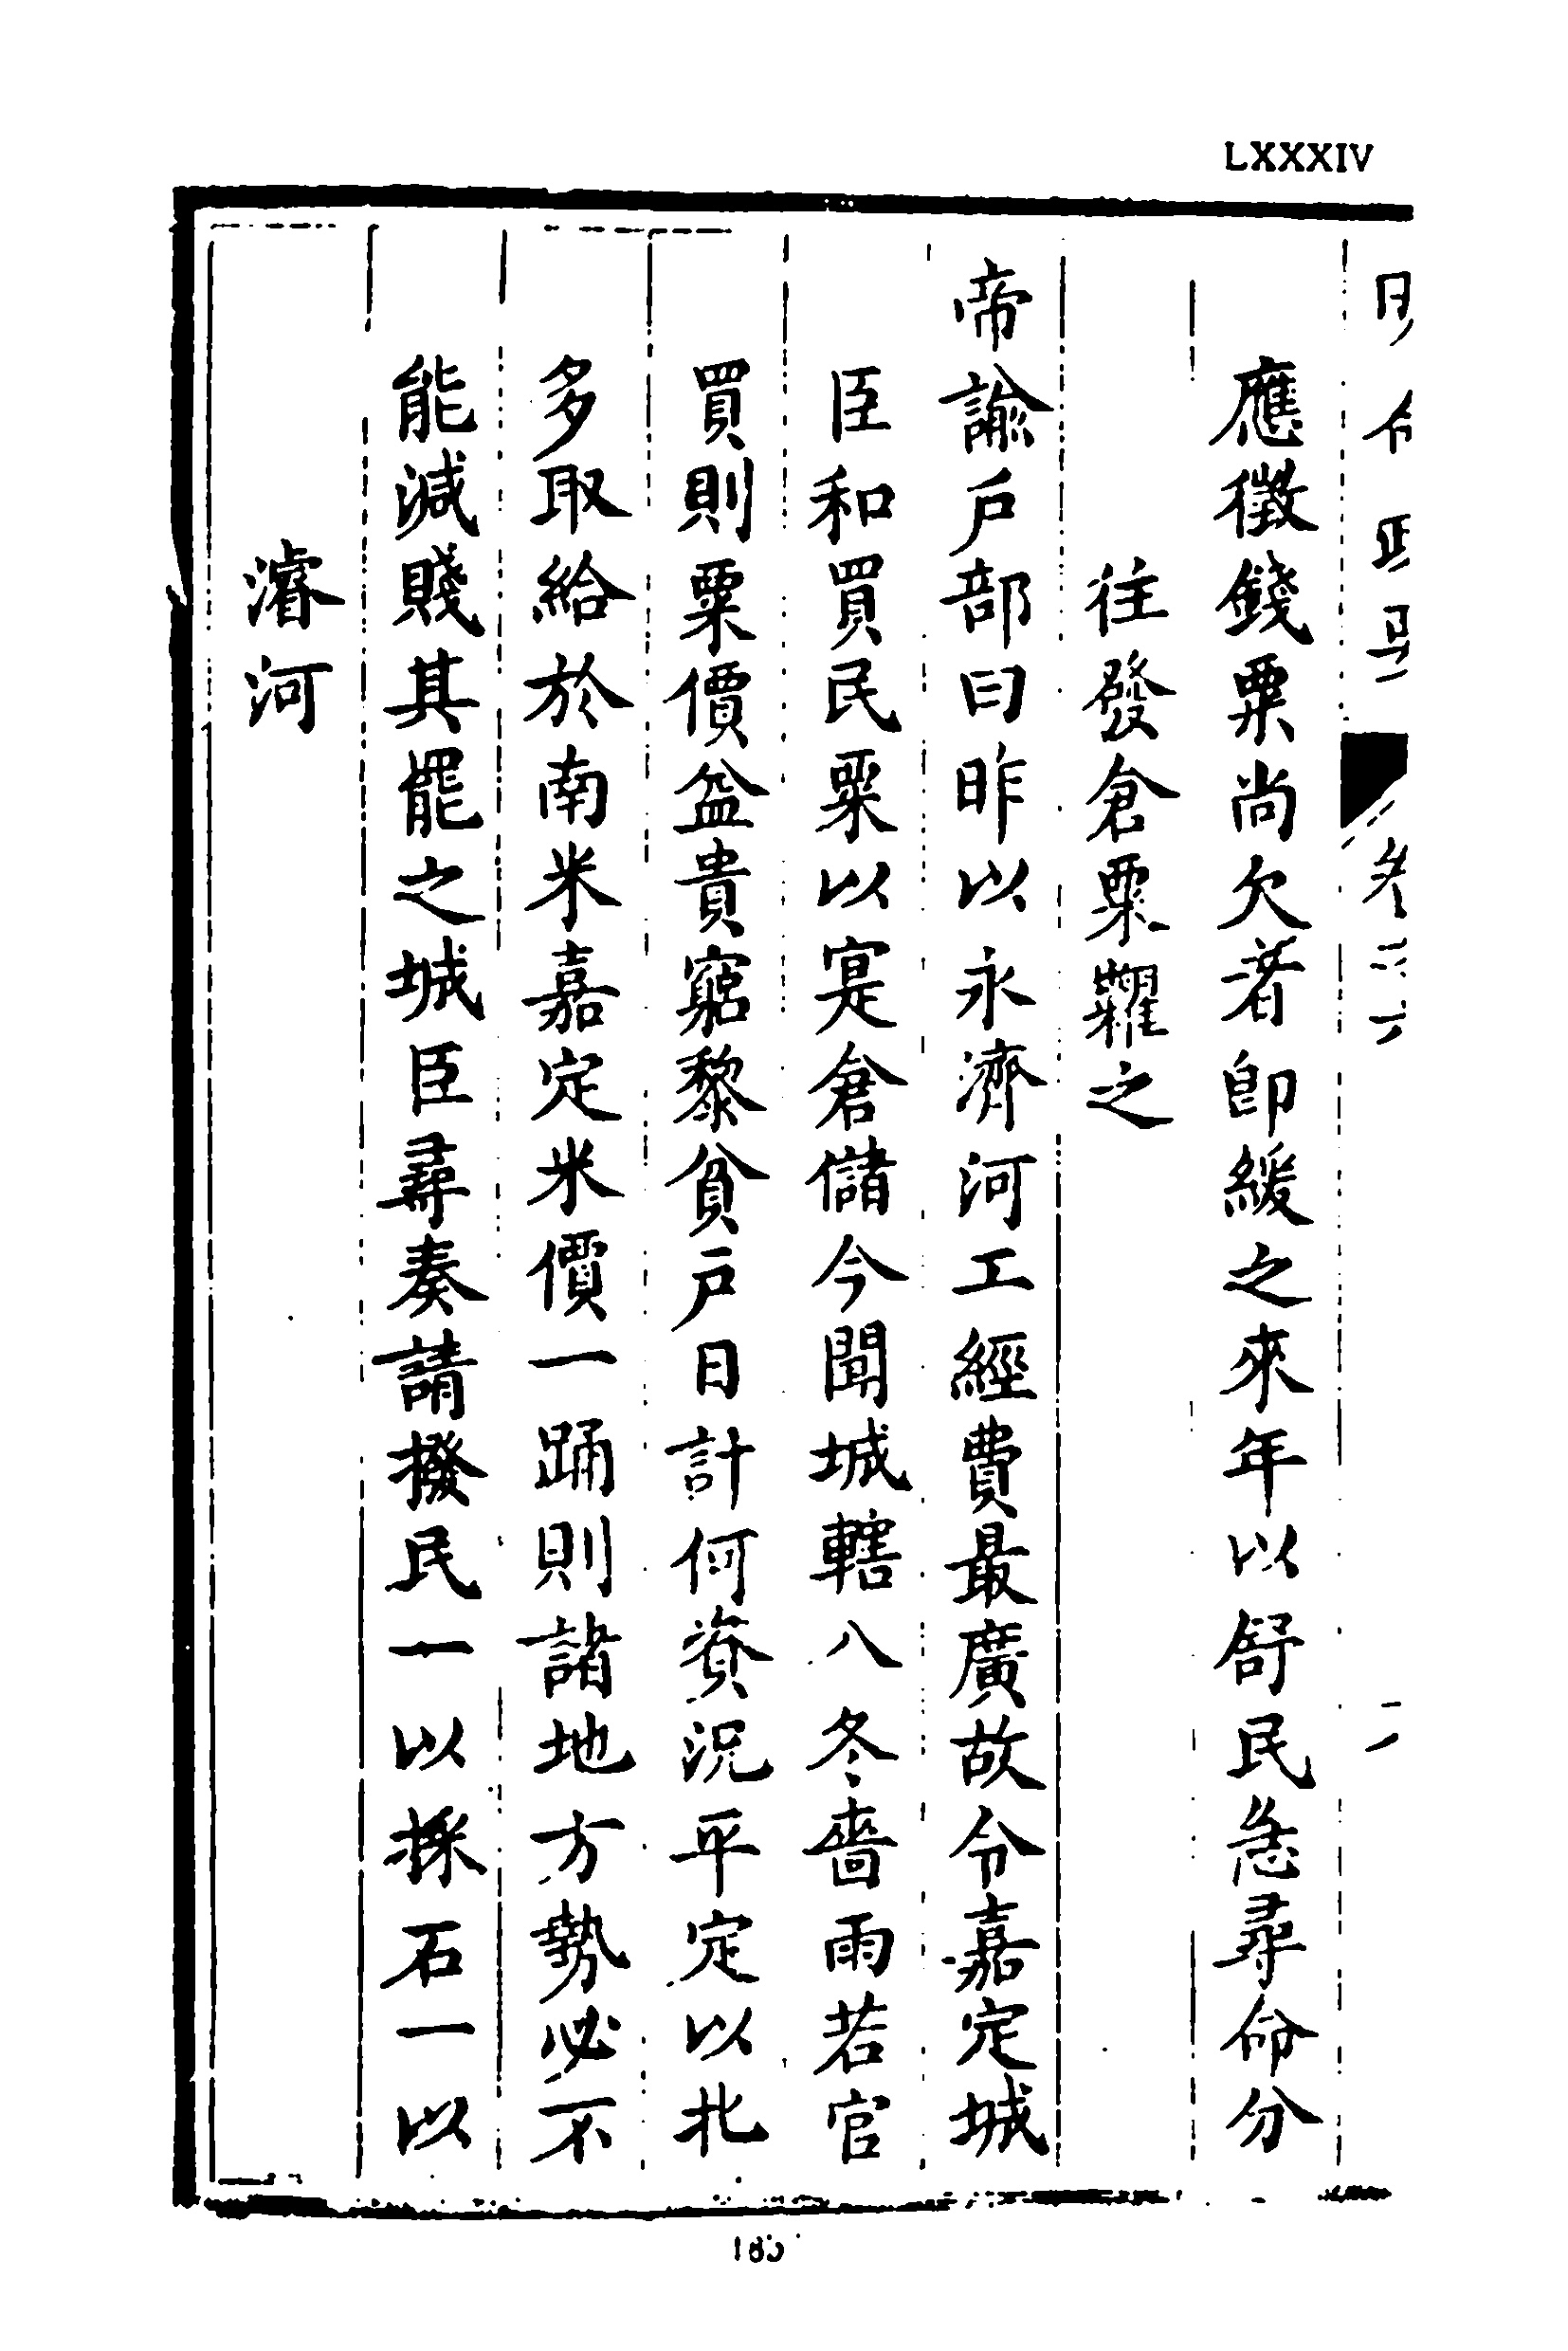 LXXXIV
應徵錢粟尚欠者卽緩之來年以舒民急尋命分
往發倉粟糶之
帝諭戶部曰昨以永濟河工經費最廣故令嘉定城
臣和買民粟以寔倉儲今聞城轄八冬嗇雨若官
買則粟價益貴窮黎貧戶日計何資況平定以北
多取給於南米嘉定米價一踊則諸地方勢必不
能減賤其罷之城臣尋奏請撥民一以採石一以
濬河